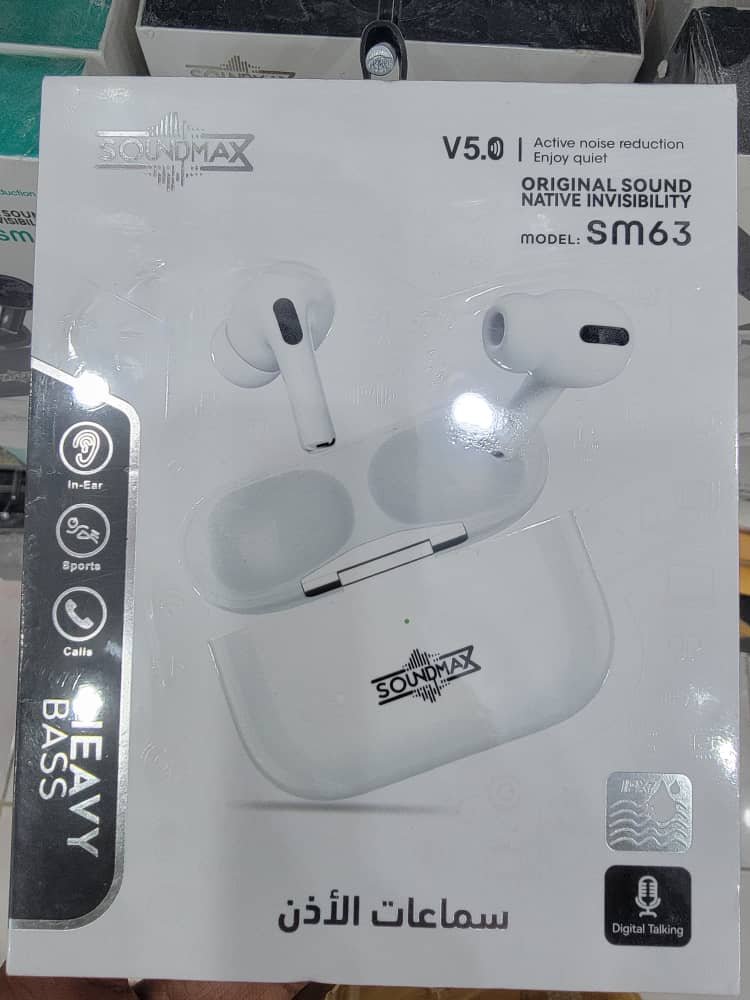 SOUNDMAX
V5.0
Active noise reduction
Enjoy quiet
ORIGINAL SOUND
NATIVE INVISIBILITY
MODEL: SM63
In-Ear
Sports
Calls
HEAVY
BASS
SOUNDMAX
IPX7
Digital Talking
سماعات الأذن